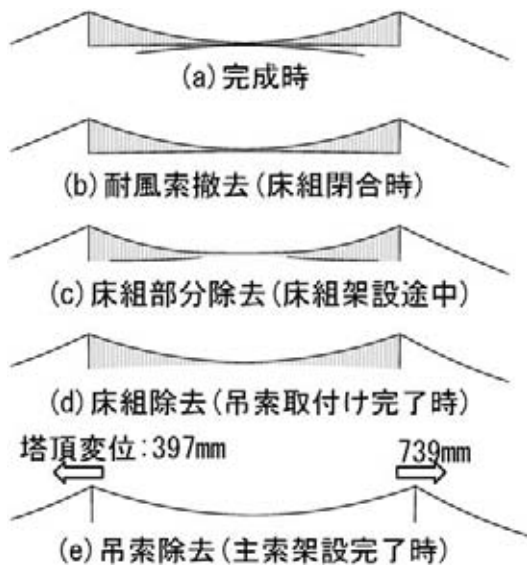 (a)完成時
(b)耐風索撤去(床組閉合時)
(c)床組部分除去(床組架設途中)
(d)床組除去(吊索取付け完了時)
塔頂変位:397mm
739mm
(e)吊索除去(主索架設完了時)